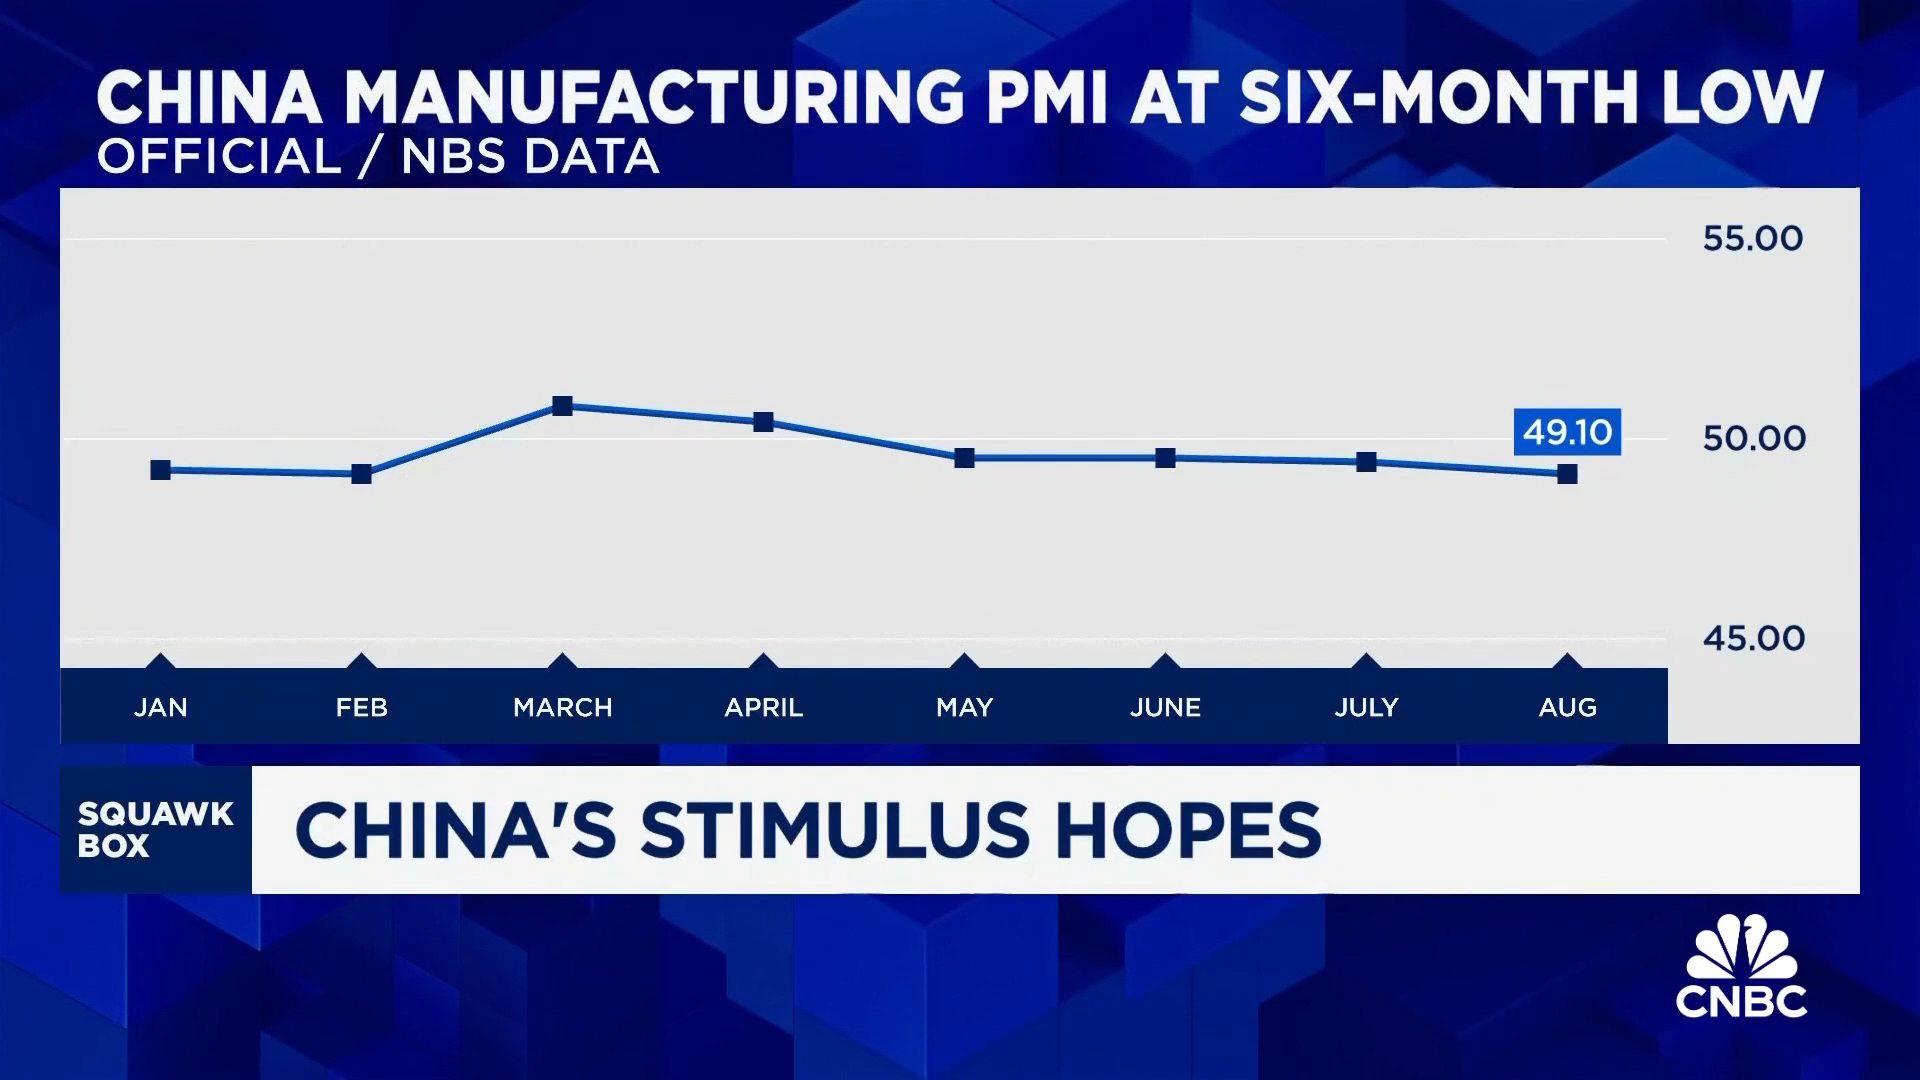 CHINA MANUFACTURING PMI AT SIX-MONTH LOW
OFFICIAL / NBS DATA
55.00
49.10
50.00
45.00
JAN FEB MARCH APRIL MAY JUNE JULY AUG
SQUAWK
BOX
CHINA'S STIMULUS HOPES
CNBC